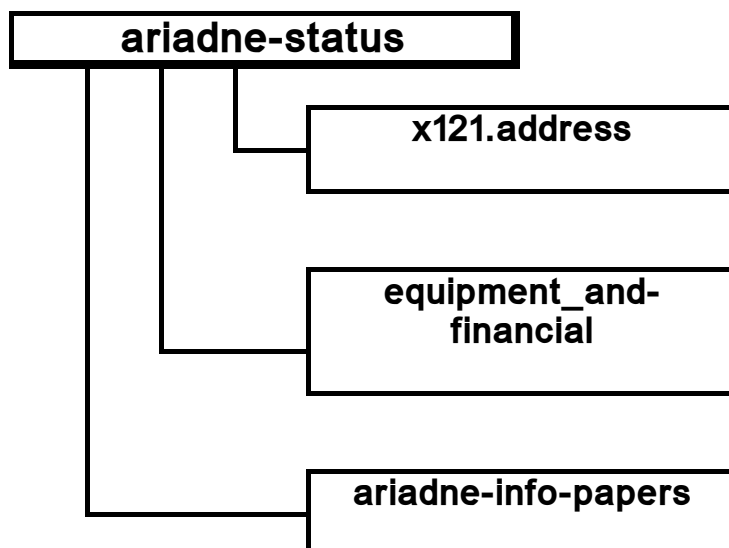 ariadne-status
x121.address
equipment_and-
financial
ariadne-info-papers